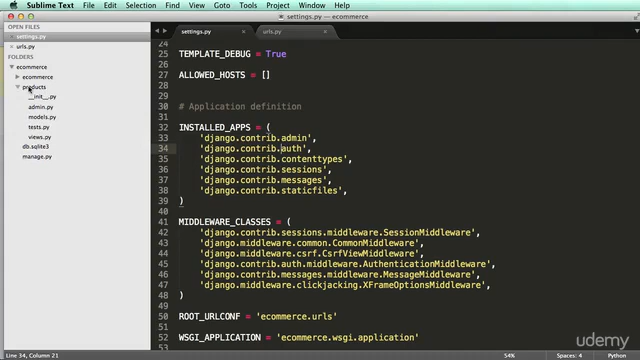 Sublime Text File Edit Selection Find View Goto Tools Project Window Help
settings.py — ecommerce
OPEN FILES
settings.py
urls.py
FOLDERS
ecommerce
ecommerce
products
__init__.py
admin.py
models.py
tests.py
views.py
db.sqlite3
manage.py
settings.py urls.py
24
25 TEMPLATE_DEBUG = True
26
27 ALLOWED_HOSTS = []
28
29
30 # Application definition
31
32 INSTALLED_APPS = (
33 'django.contrib.admin',
34 'django.contrib.auth',
35 'django.contrib.contenttypes',
36 'django.contrib.sessions',
37 'django.contrib.messages',
38 'django.contrib.staticfiles',
39 )
40
41 MIDDLEWARE_CLASSES = (
42 'django.contrib.sessions.middleware.SessionMiddleware',
43 'django.middleware.common.CommonMiddleware',
44 'django.middleware.csrf.CsrfViewMiddleware',
45 'django.contrib.auth.middleware.AuthenticationMiddleware',
46 'django.contrib.messages.middleware.MessageMiddleware',
47 'django.middleware.clickjacking.XFrameOptionsMiddleware',
48 )
49
50 ROOT_URLCONF = 'ecommerce.urls'
51
52 WSGI_APPLICATION = 'ecommerce.wsgi.application'
udemy
Line 34, Column 21 54% Spaces: 4 Python